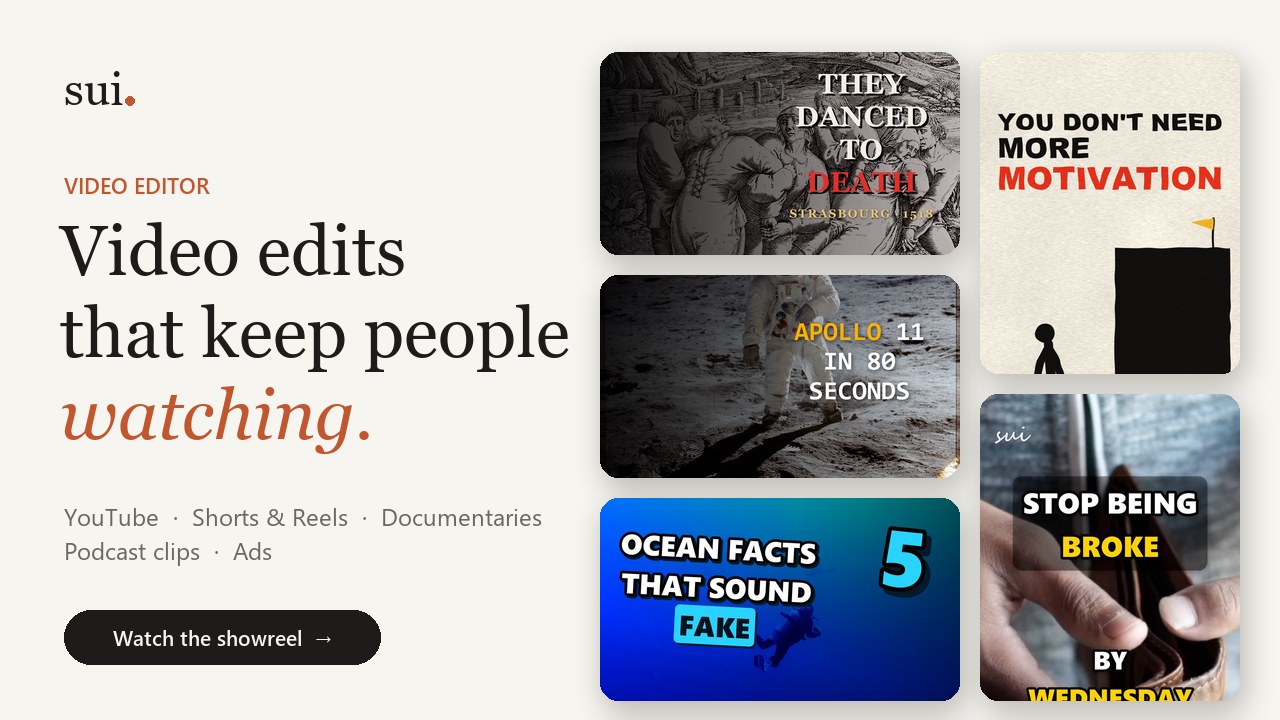 sui.
VIDEO EDITOR
Video edits
that keep people
watching.
YouTube · Shorts & Reels · Documentaries
Podcast clips · Ads
Watch the showreel →
THEY
DANCED
TO
DEATH
STRASBOURG · 1518
APOLLO 11
IN 80
SECONDS
OCEAN FACTS
THAT SOUND
FAKE
5
YOU DON'T NEED
MORE
MOTIVATION
sui
STOP BEING
BROKE
BY
WEDNESDAY